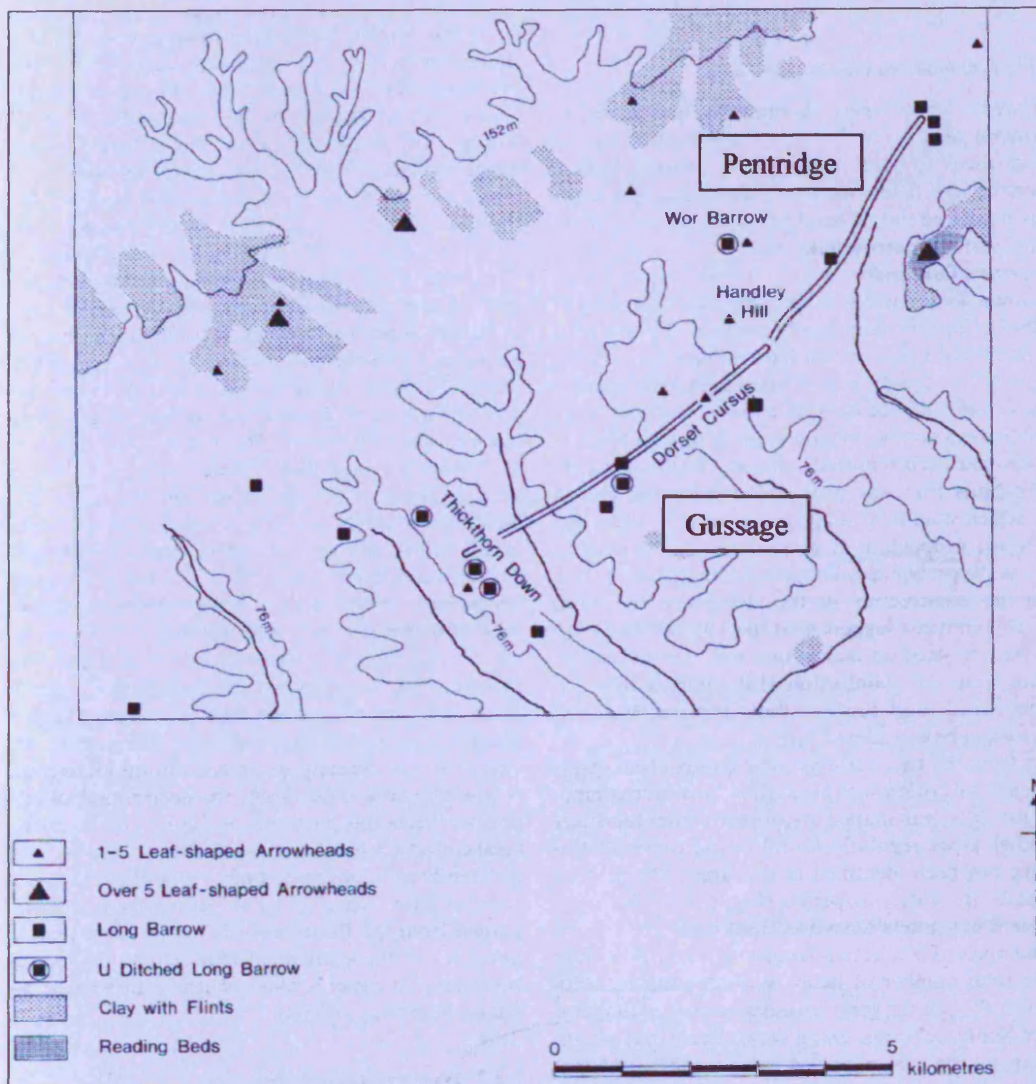 152m
Pentridge
Wor Barrow
Handley
Hill
Dorset Cursus
78m
Gussage
Thickthorn Down
76m
76m
N
1-5 Leaf-shaped Arrowheads
Over 5 Leaf-shaped Arrowheads
Long Barrow
U Ditched Long Barrow
Clay with Flints
Reading Beds
0
5
kilometres